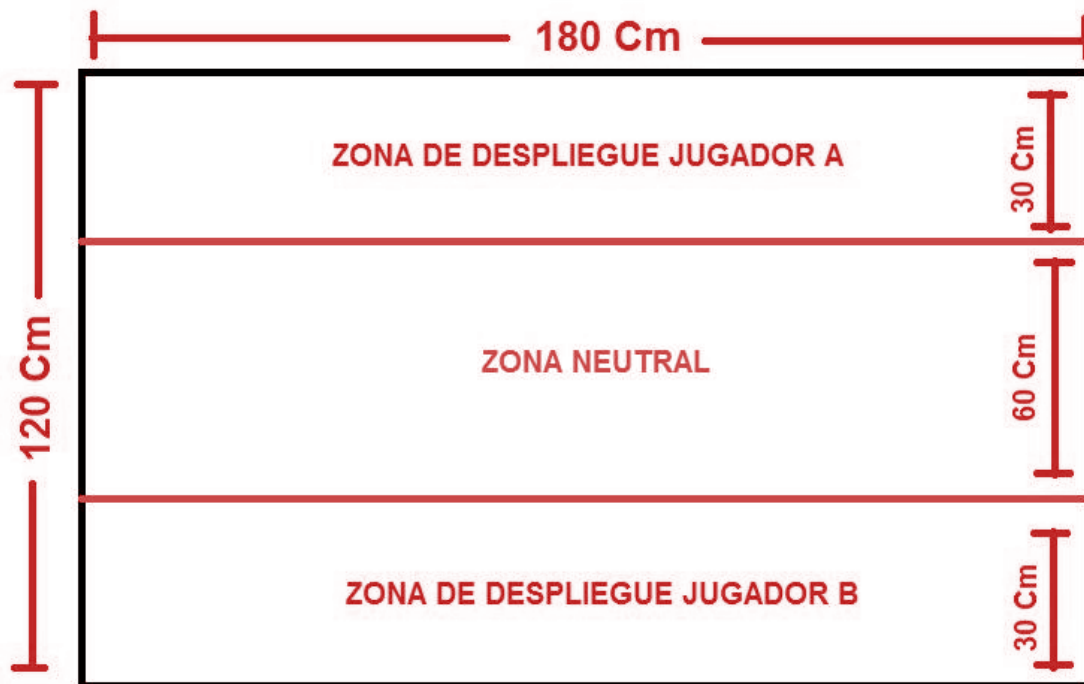 180 Cm
ZONA DE DESPLIEGUE JUGADOR A
30 Cm
120 Cm
ZONA NEUTRAL
60 Cm
ZONA DE DESPLIEGUE JUGADOR B
30 Cm